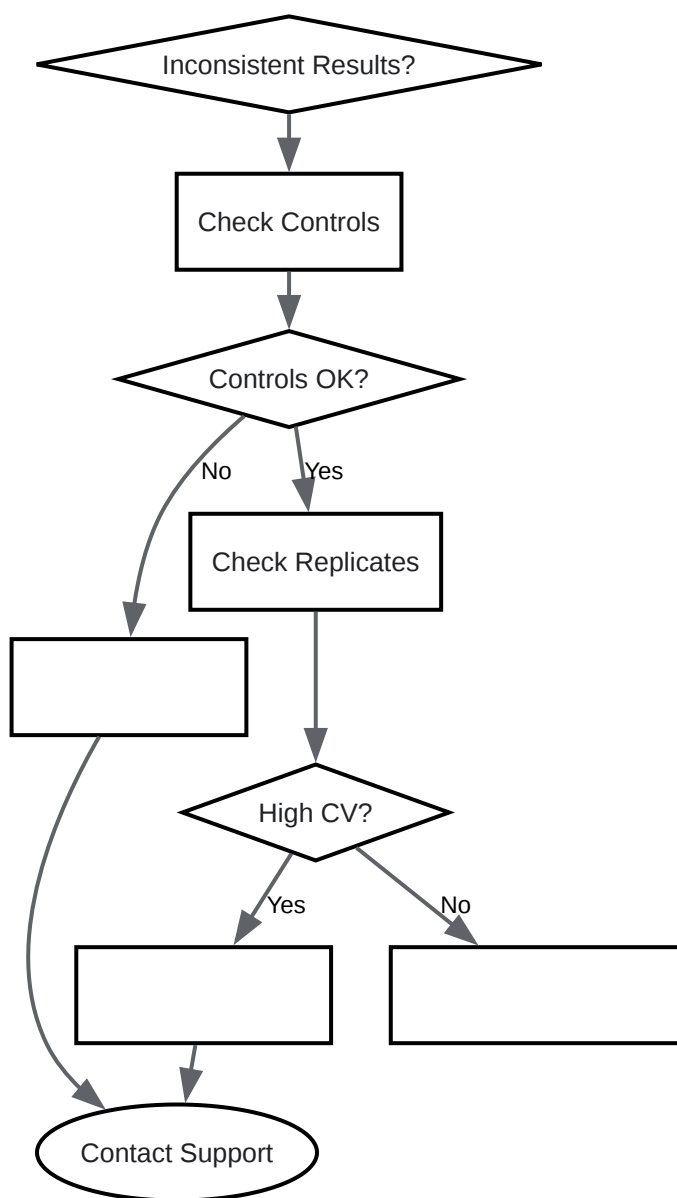 Inconsistent Results?
Check Controls
Controls OK?
No
Yes
Check Replicates
High CV?
Yes
No
Contact Support